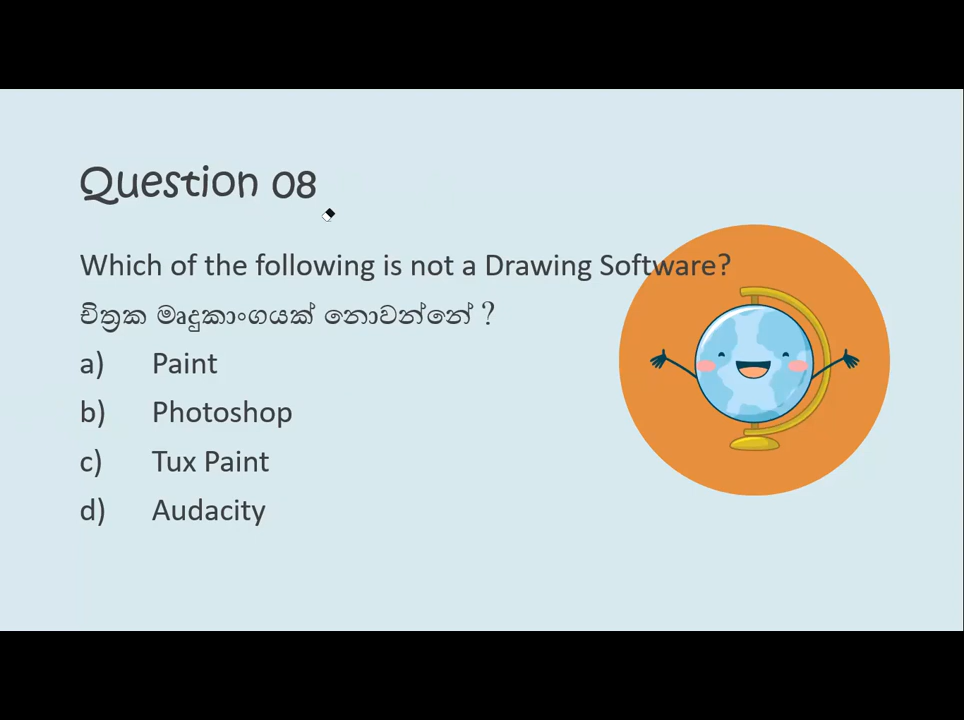 Question 08
Which of the following is not a Drawing Software?
චිත්‍රක මෘදුකාංගයක් නොවන්නේ ?
a) Paint
b) Photoshop
c) Tux Paint
d) Audacity